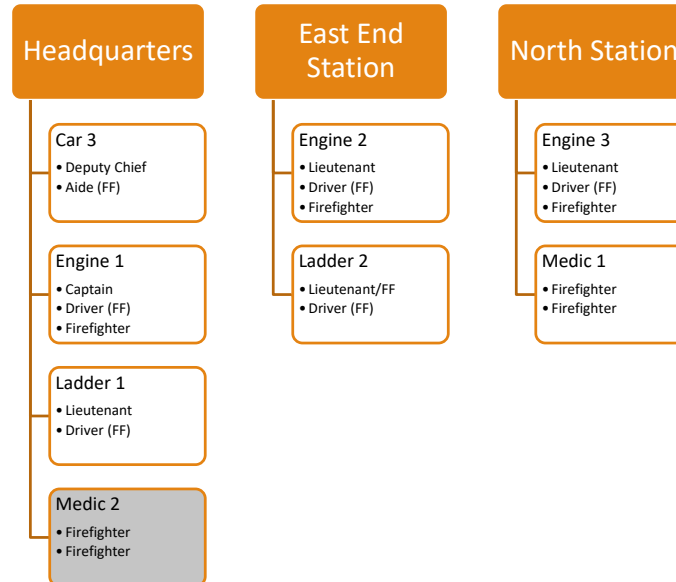 Headquarters
Car 3
• Deputy Chief
• Aide (FF)
Engine 1
• Captain
• Driver (FF)
• Firefighter
Ladder 1
• Lieutenant
• Driver (FF)
Medic 2
• Firefighter
• Firefighter
East End
Station
Engine 2
• Lieutenant
• Driver (FF)
• Firefighter
Ladder 2
• Lieutenant/FF
• Driver (FF)
North Station
Engine 3
• Lieutenant
• Driver (FF)
• Firefighter
Medic 1
• Firefighter
• Firefighter